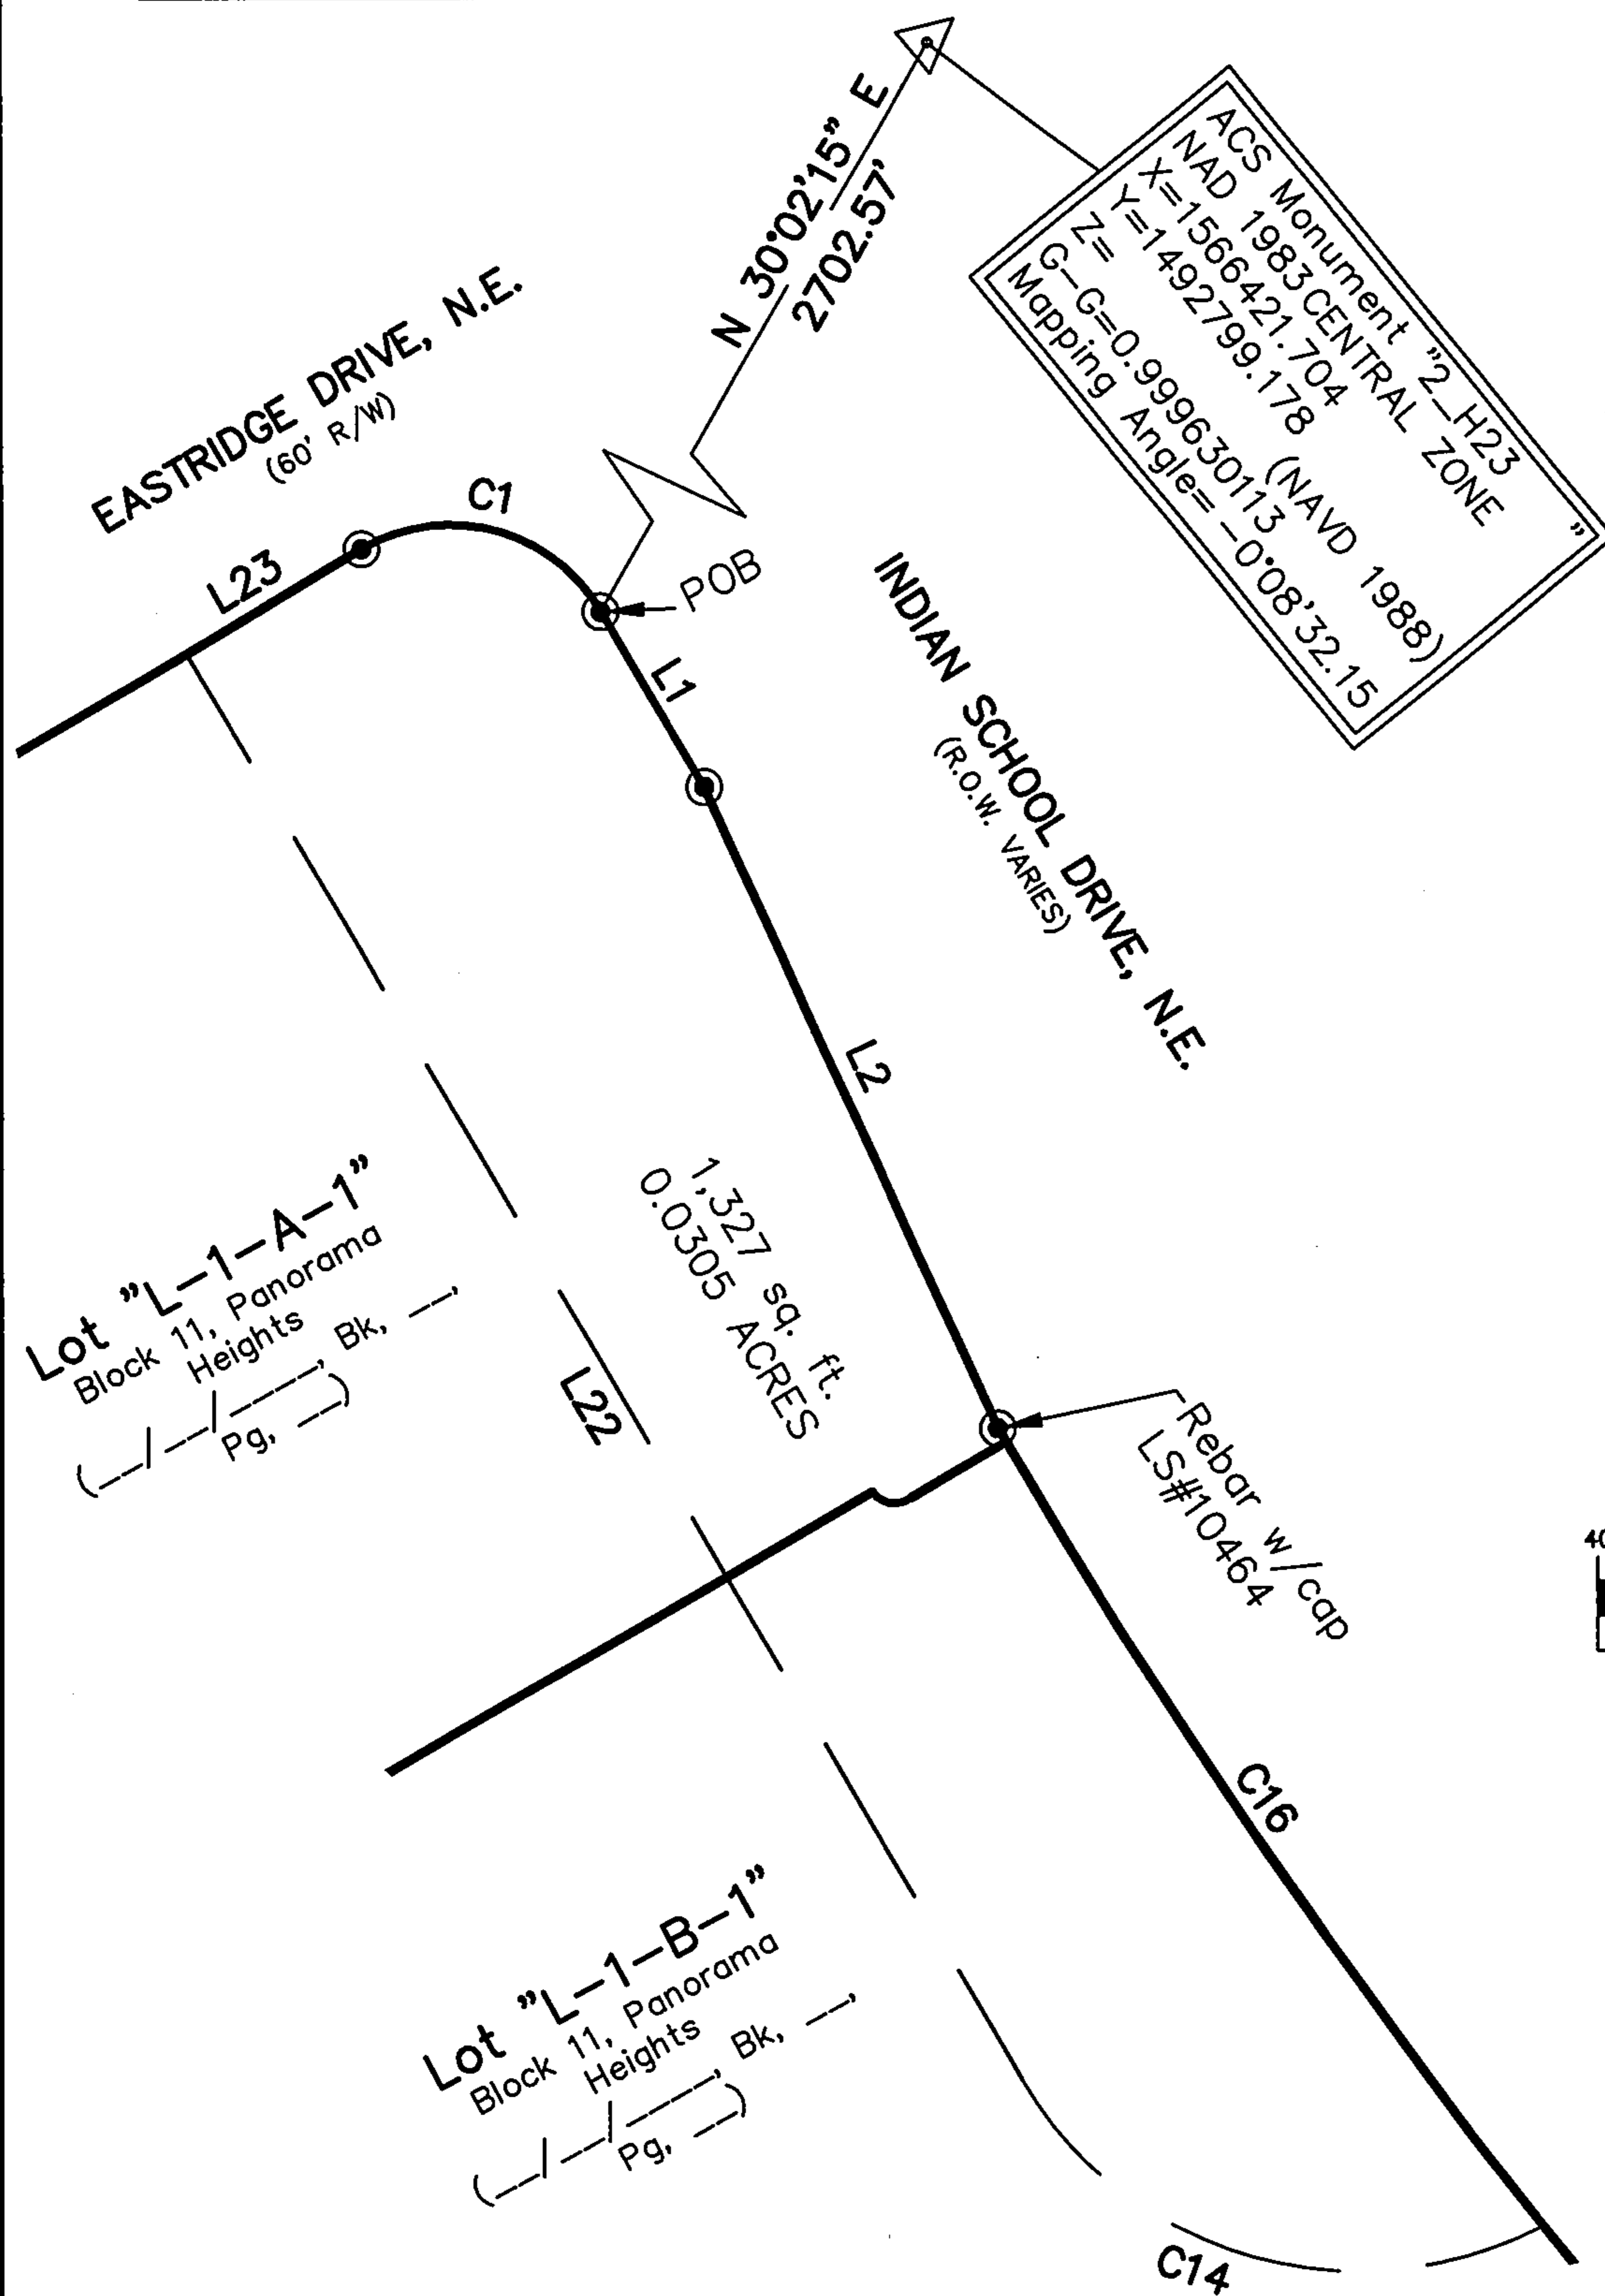 N 30°02'15" E
2702.57'
ACS Monument "2_H23 "
NAD 1983 CENTRAL ZONE
X=1566421.704
Y=1492799.178
Z= (NAVD 1988)
G-G=0.999630113
Mapping Angle= -0°08'32.15
EASTRIDGE DRIVE, N.E.
(60' R/W)
C1
L23
POB
L1
INDIAN SCHOOL DRIVE, N.E.
(R.O.W. VARIES)
L2
1,327 sq. ft.
0.0305 ACRES
Lot "L-1-A-1"
Block 11, Panorama
Heights
(__/__/____, Bk, __,
Pg, __)
L22
Rebar w/cap
LS#10464
40
C16
Lot "L-1-B-1"
Block 11, Panorama
Heights
(__/__/____, Bk, __,
Pg, __)
C14